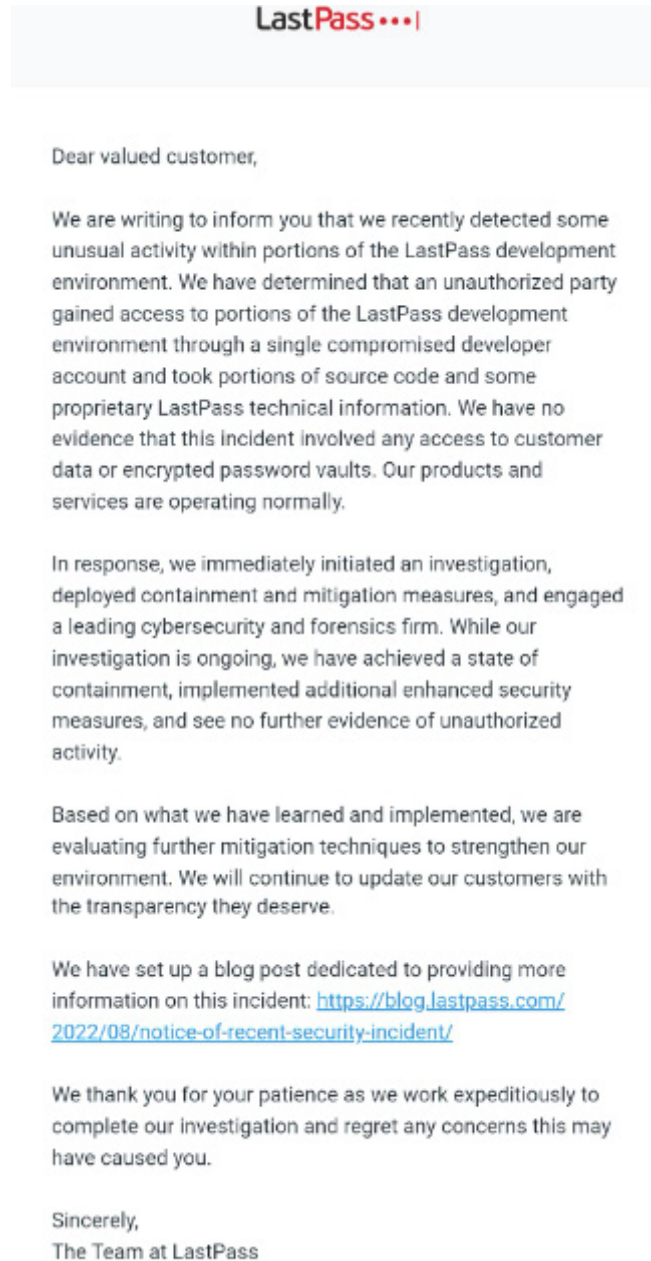 LastPass •••|
Dear valued customer,
We are writing to inform you that we recently detected some
unusual activity within portions of the LastPass development
environment. We have determined that an unauthorized party
gained access to portions of the LastPass development
environment through a single compromised developer
account and took portions of source code and some
proprietary LastPass technical information. We have no
evidence that this incident involved any access to customer
data or encrypted password vaults. Our products and
services are operating normally.
In response, we immediately initiated an investigation,
deployed containment and mitigation measures, and engaged
a leading cybersecurity and forensics firm. While our
investigation is ongoing, we have achieved a state of
containment, implemented additional enhanced security
measures, and see no further evidence of unauthorized
activity.
Based on what we have learned and implemented, we are
evaluating further mitigation techniques to strengthen our
environment. We will continue to update our customers with
the transparency they deserve.
We have set up a blog post dedicated to providing more
information on this incident: https://blog.lastpass.com/
2022/08/notice-of-recent-security-incident/
We thank you for your patience as we work expeditiously to
complete our investigation and regret any concerns this may
have caused you.
Sincerely,
The Team at LastPass